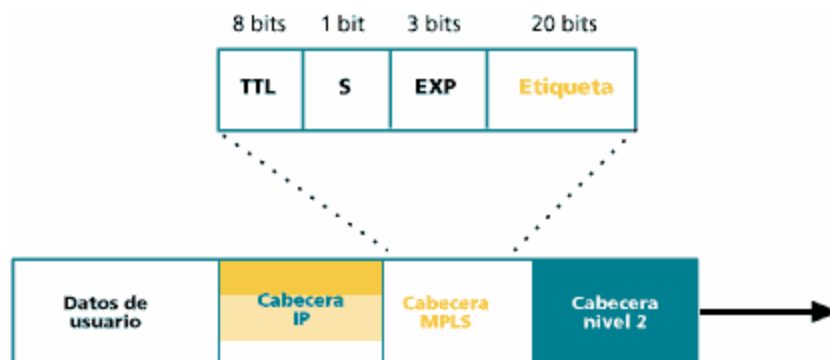 8 bits 1 bit 3 bits 20 bits
TTL S EXP Etiqueta
Datos de
usuario
Cabecera
IP
Cabecera
MPLS
Cabecera
nivel 2